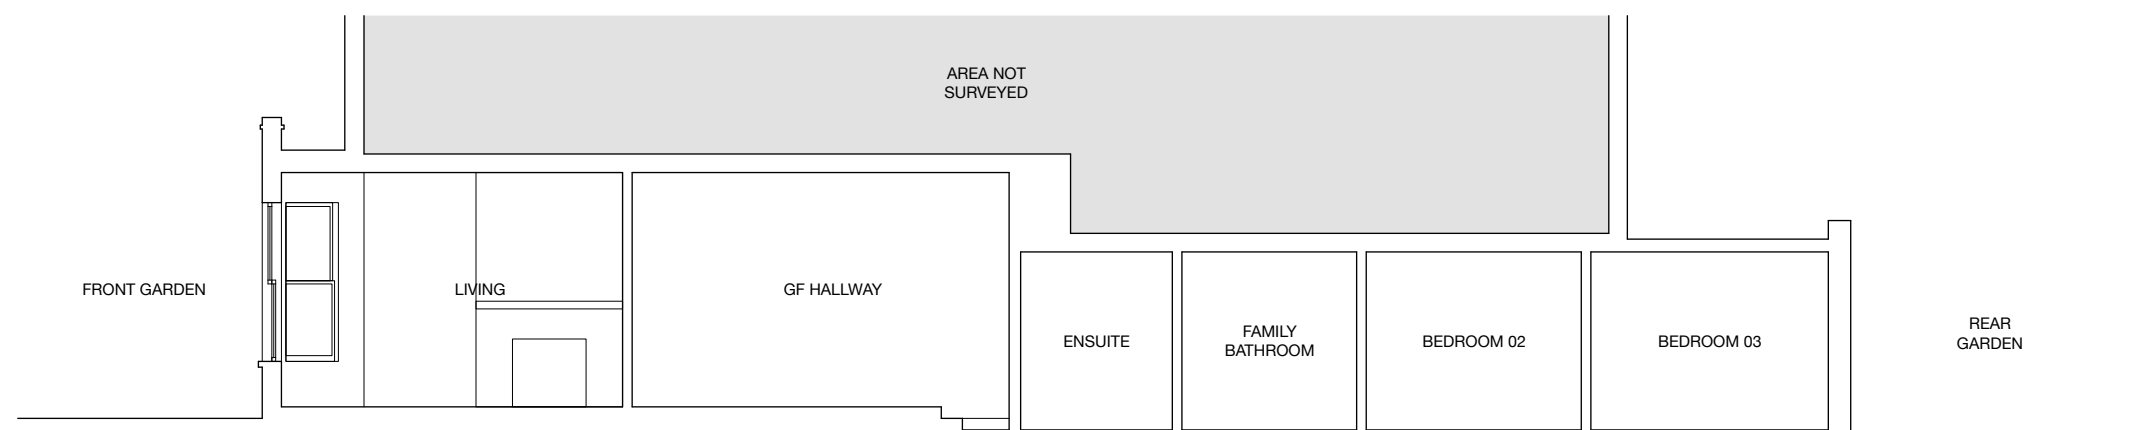 AREA NOT
SURVEYED
FRONT GARDEN
LIVING
GF HALLWAY
ENSUITE
FAMILY
BATHROOM
BEDROOM 02
BEDROOM 03
REAR
GARDEN